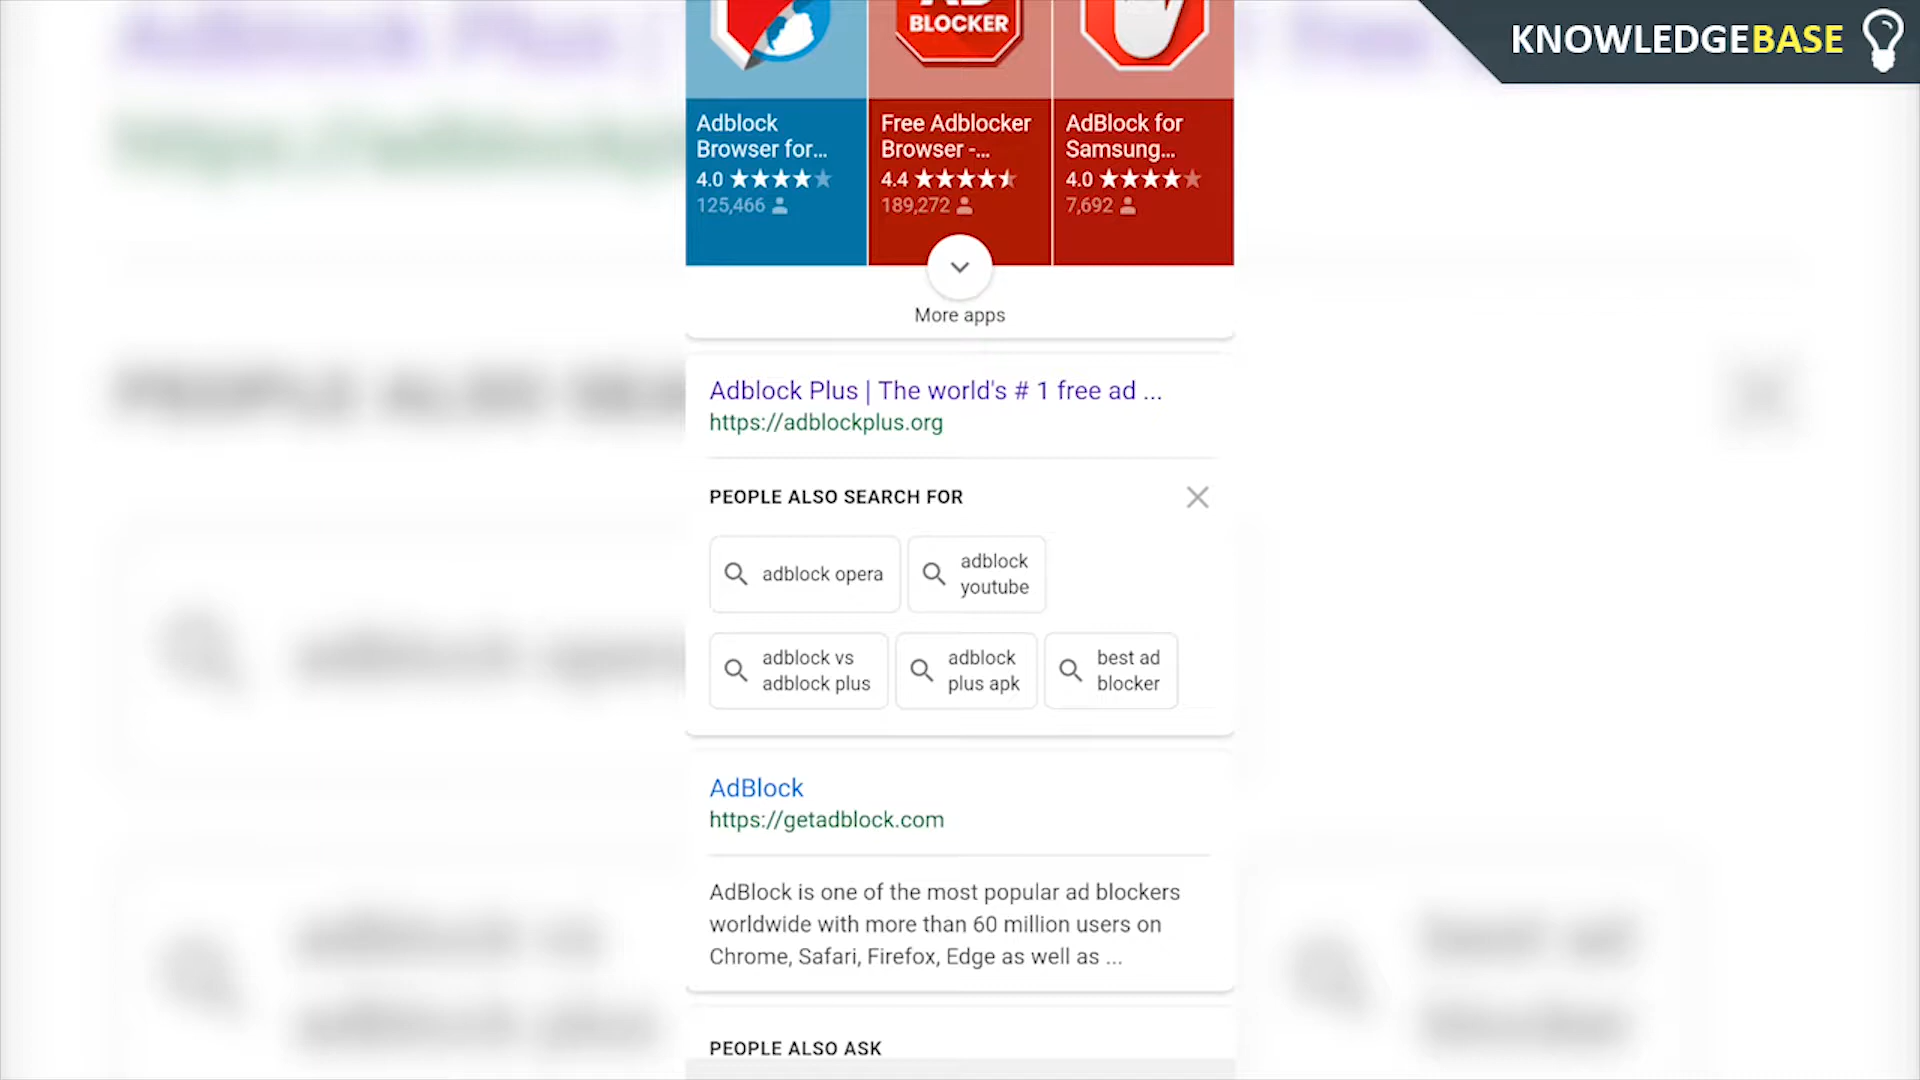 KNOWLEDGEBASE
AD
BLOCKER
Adblock
Browser for...
4.0
125,466
Free Adblocker
Browser -...
4.4
189,272
AdBlock for
Samsung...
4.0
7,692
More apps
Adblock Plus | The world's # 1 free ad ...
https://adblockplus.org
PEOPLE ALSO SEARCH FOR
adblock opera
adblock
youtube
adblock vs
adblock plus
adblock
plus apk
best ad
blocker
AdBlock
https://getadblock.com
AdBlock is one of the most popular ad blockers
worldwide with more than 60 million users on
Chrome, Safari, Firefox, Edge as well as ...
PEOPLE ALSO ASK